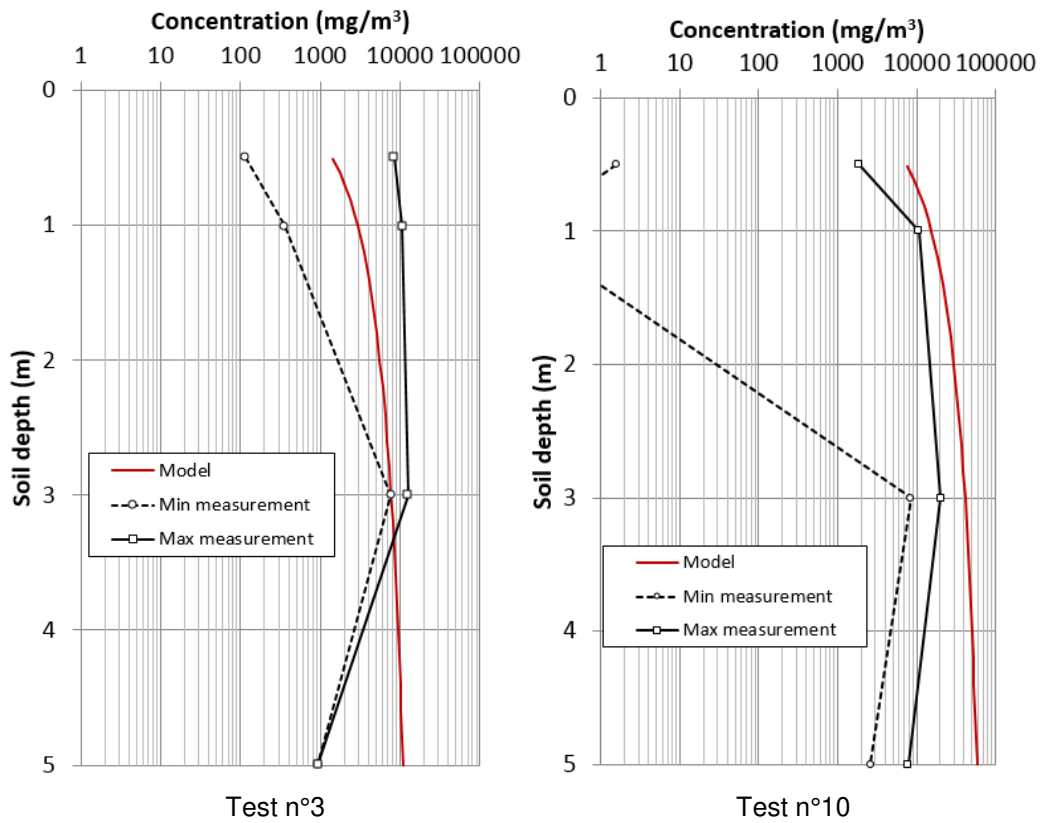 Concentration (mg/m³)
1 10 100 1000 10000 100000
0
1
2
3
4
5
Soil depth (m)
Model
Min measurement
Max measurement
Test n°3
Concentration (mg/m³)
1 10 100 1000 10000 100000
0
1
2
3
4
5
Soil depth (m)
Model
Min measurement
Max measurement
Test n°10